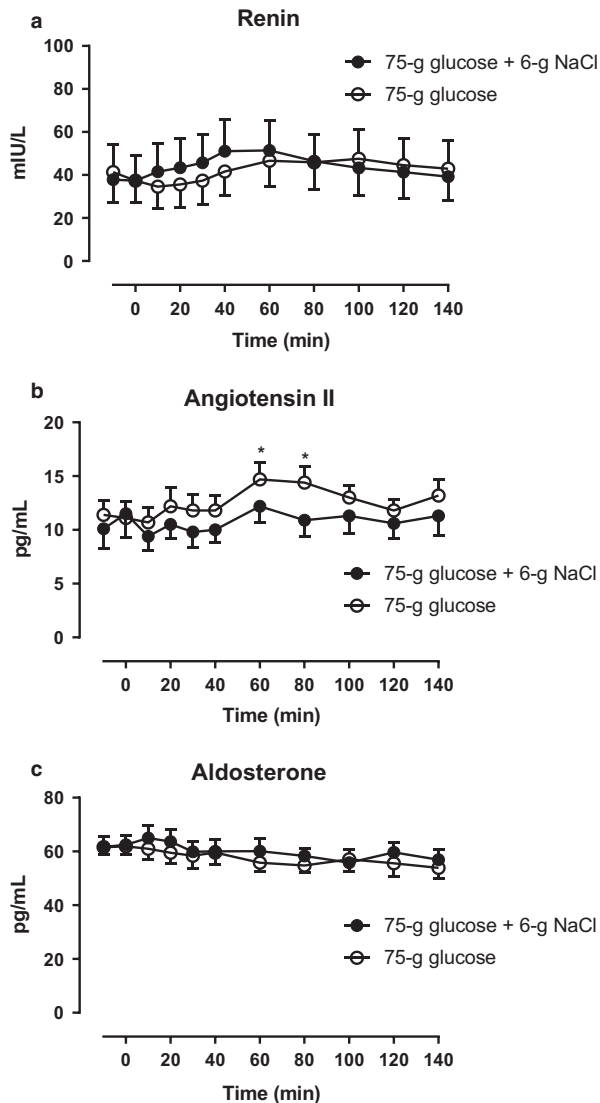 a
Renin
100
80
60
40
20
0
mIU/L
75-g glucose + 6-g NaCl
75-g glucose
0 20 40 60 80 100 120 140
Time (min)
b
Angiotensin II
20
15
10
5
0
pg/mL
* *
75-g glucose + 6-g NaCl
75-g glucose
0 20 40 60 80 100 120 140
Time (min)
c
Aldosterone
80
60
40
20
0
pg/mL
75-g glucose + 6-g NaCl
75-g glucose
0 20 40 60 80 100 120 140
Time (min)